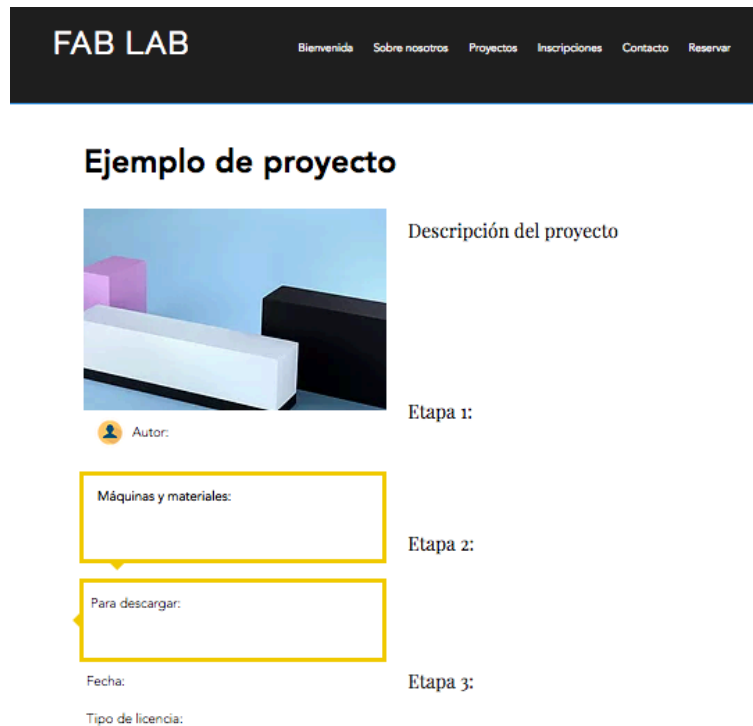 FAB LAB
Bienvenida Sobre nosotros Proyectos Inscripciones Contacto Reservar
Ejemplo de proyecto
Descripción del proyecto
Autor:
Máquinas y materiales:
Para descargar:
Fecha:
Tipo de licencia:
Etapa 1:
Etapa 2:
Etapa 3: